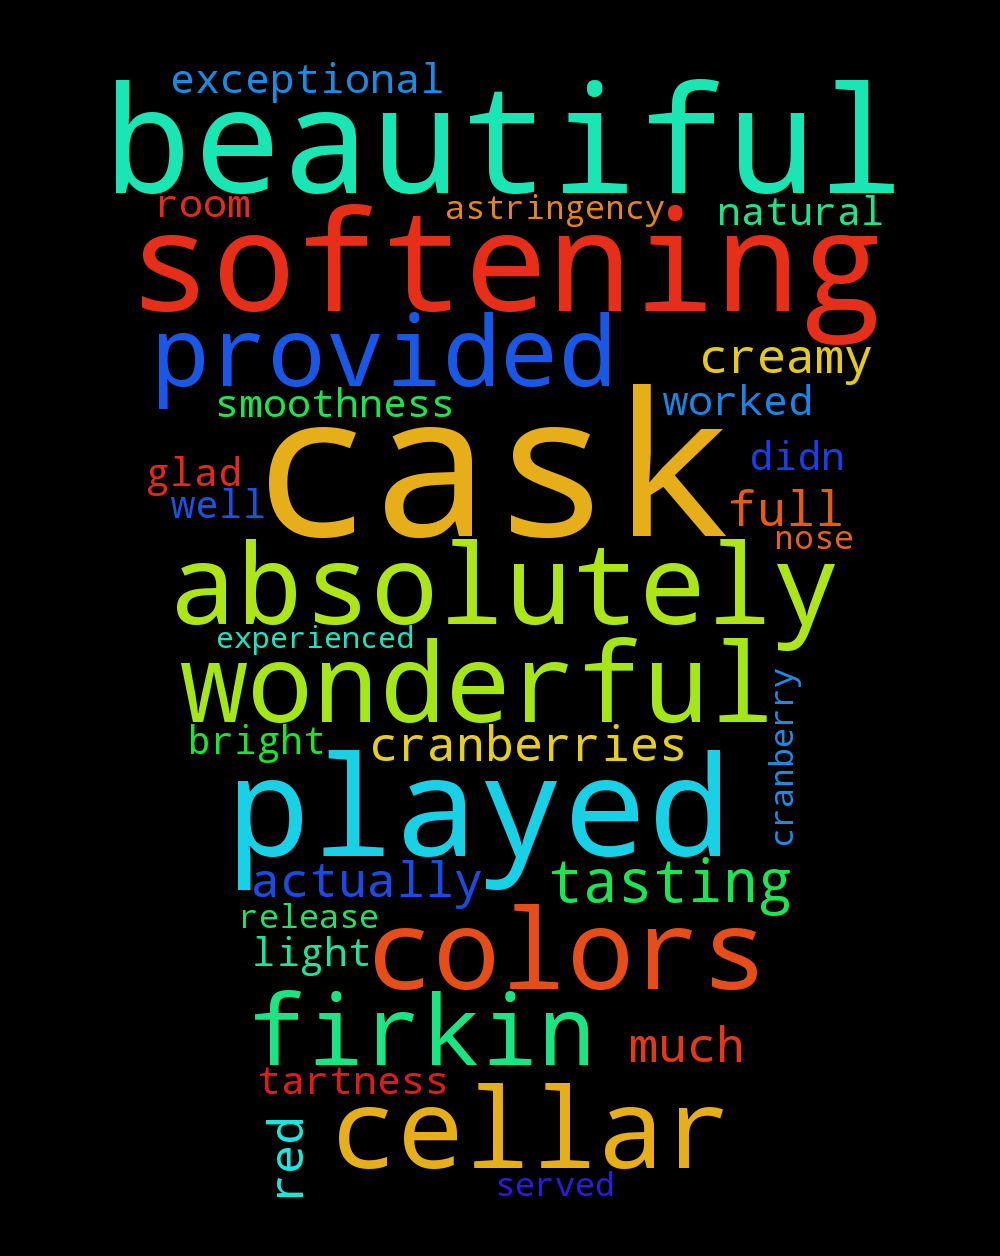 exceptional
beautiful
room
astringency
natural
softening
provided
creamy
smoothness
worked
cask
didn
glad
well
full
nose
absolutely
experienced
wonderful
cranberry
bright
cranberries
played
actually
tasting
release
light
colors
firkin
much
tartness
cellar
red
served